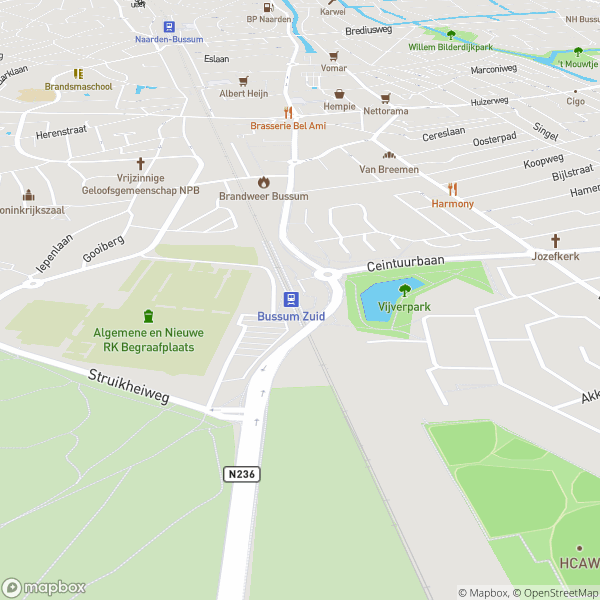 Karwei
BP Naarden
NH Bussum
Brediusweg
Naarden-Bussum
Willem Bilderdijkpark
Eslaan
Vomar
't Mouwtje
Marconiweg
Brandsmaschool
Albert Heijn
Hempie
Nettorama
Huizerweg
Cigo
Brasserie Bel Ami
Herenstraat
Cereslaan
Oosterpad
Singel
Koopweg
Vrijzinnige
Geloofsgemeenschap NPB
Van Breemen
Bijlstraat
Brandweer Bussum
Harmony
Iepenlaan
Gooiberg
Ceintuurbaan
Jozefkerk
Bussum Zuid
Vijverpark
Algemene en Nieuwe
RK Begraafplaats
Struikheiweg
N236
HCAW
mapbox
© Mapbox, © OpenStreetMap